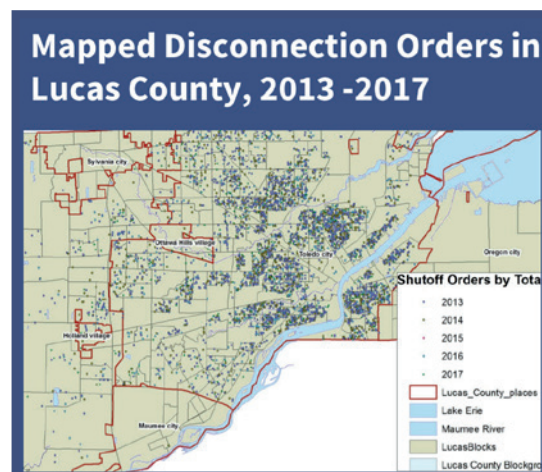 Mapped Disconnection Orders in
Lucas County, 2013 -2017
Sylvania city
Ottawa Hills village
Toledo city
Oregon city
Holland village
Maumee city
Shutoff Orders by Tota
2013
2014
2015
2016
2017
Lucas_County_places
Lake Erie
Maumee River
LucasBlocks
Lucas County Blockgro